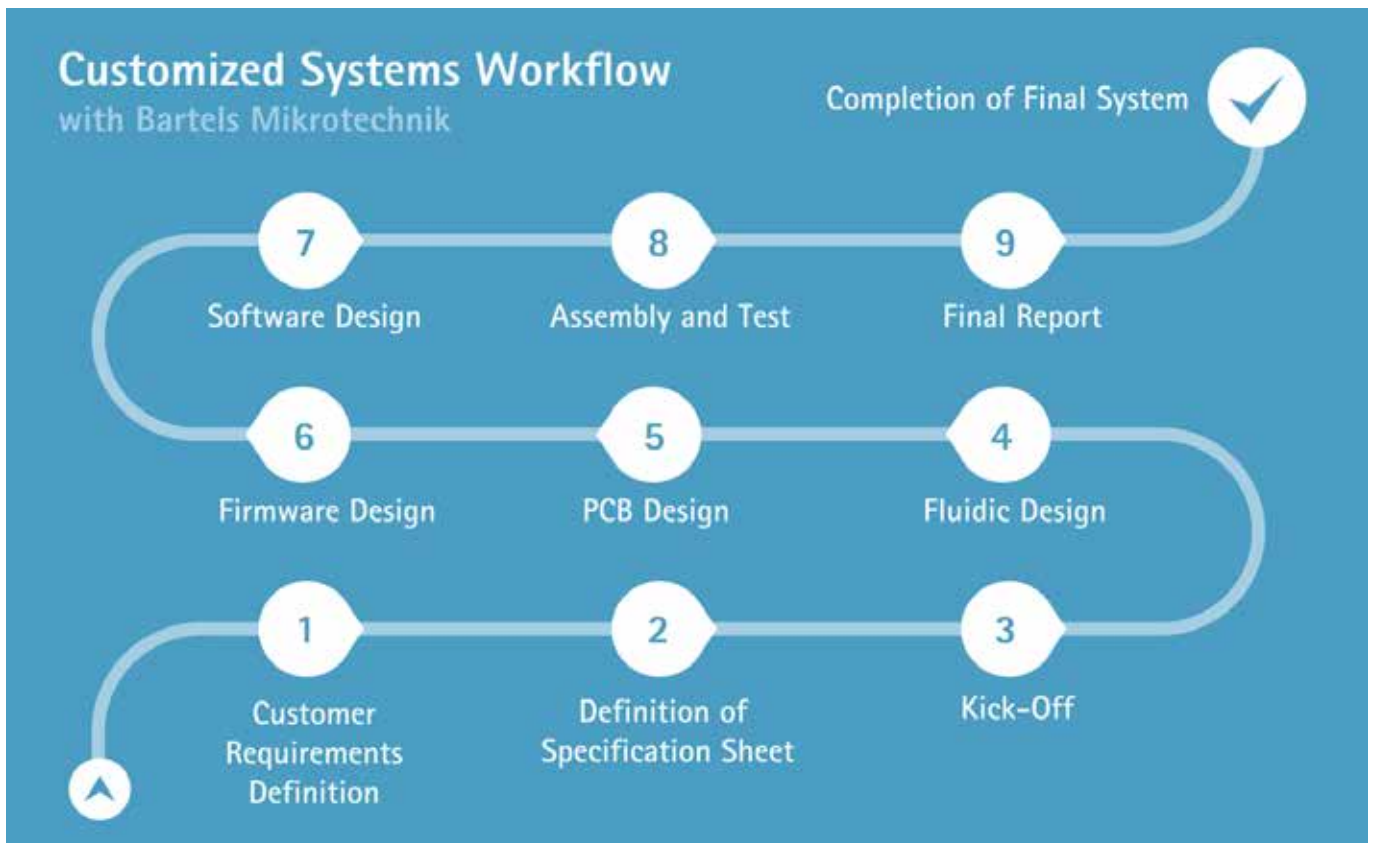 Customized Systems Workflow
with Bartels Mikrotechnik
Completion of Final System
7
8
9
Software Design
Assembly and Test
Final Report
6
5
4
Firmware Design
PCB Design
Fluidic Design
1
2
3
Customer
Requirements
Definition
Definition of
Specification Sheet
Kick-Off